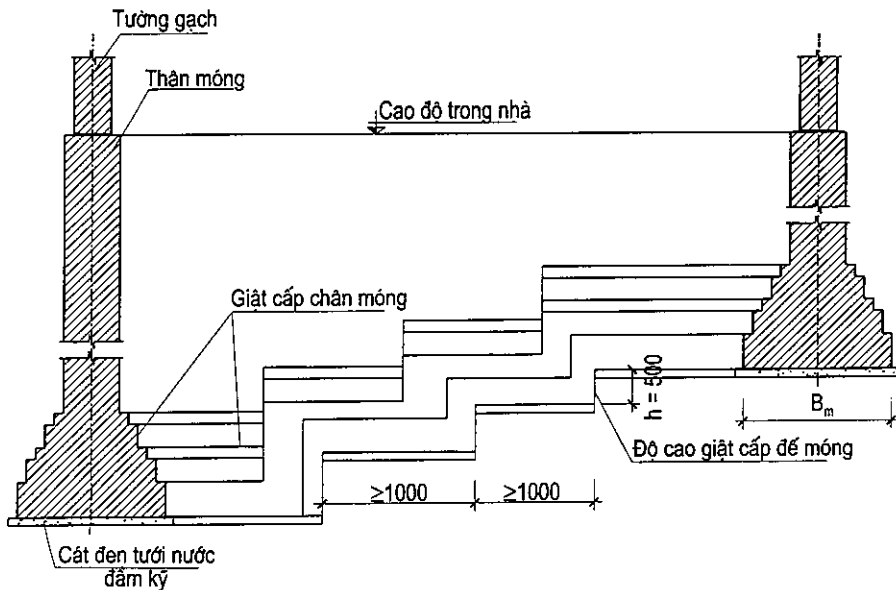 Tường gạch
Thân móng
Cao độ trong nhà
Giật cấp chân móng
h = 500
Bm
Độ cao giật cấp đế móng
≥1000
≥1000
Cát đen tưới nước
đầm kỹ